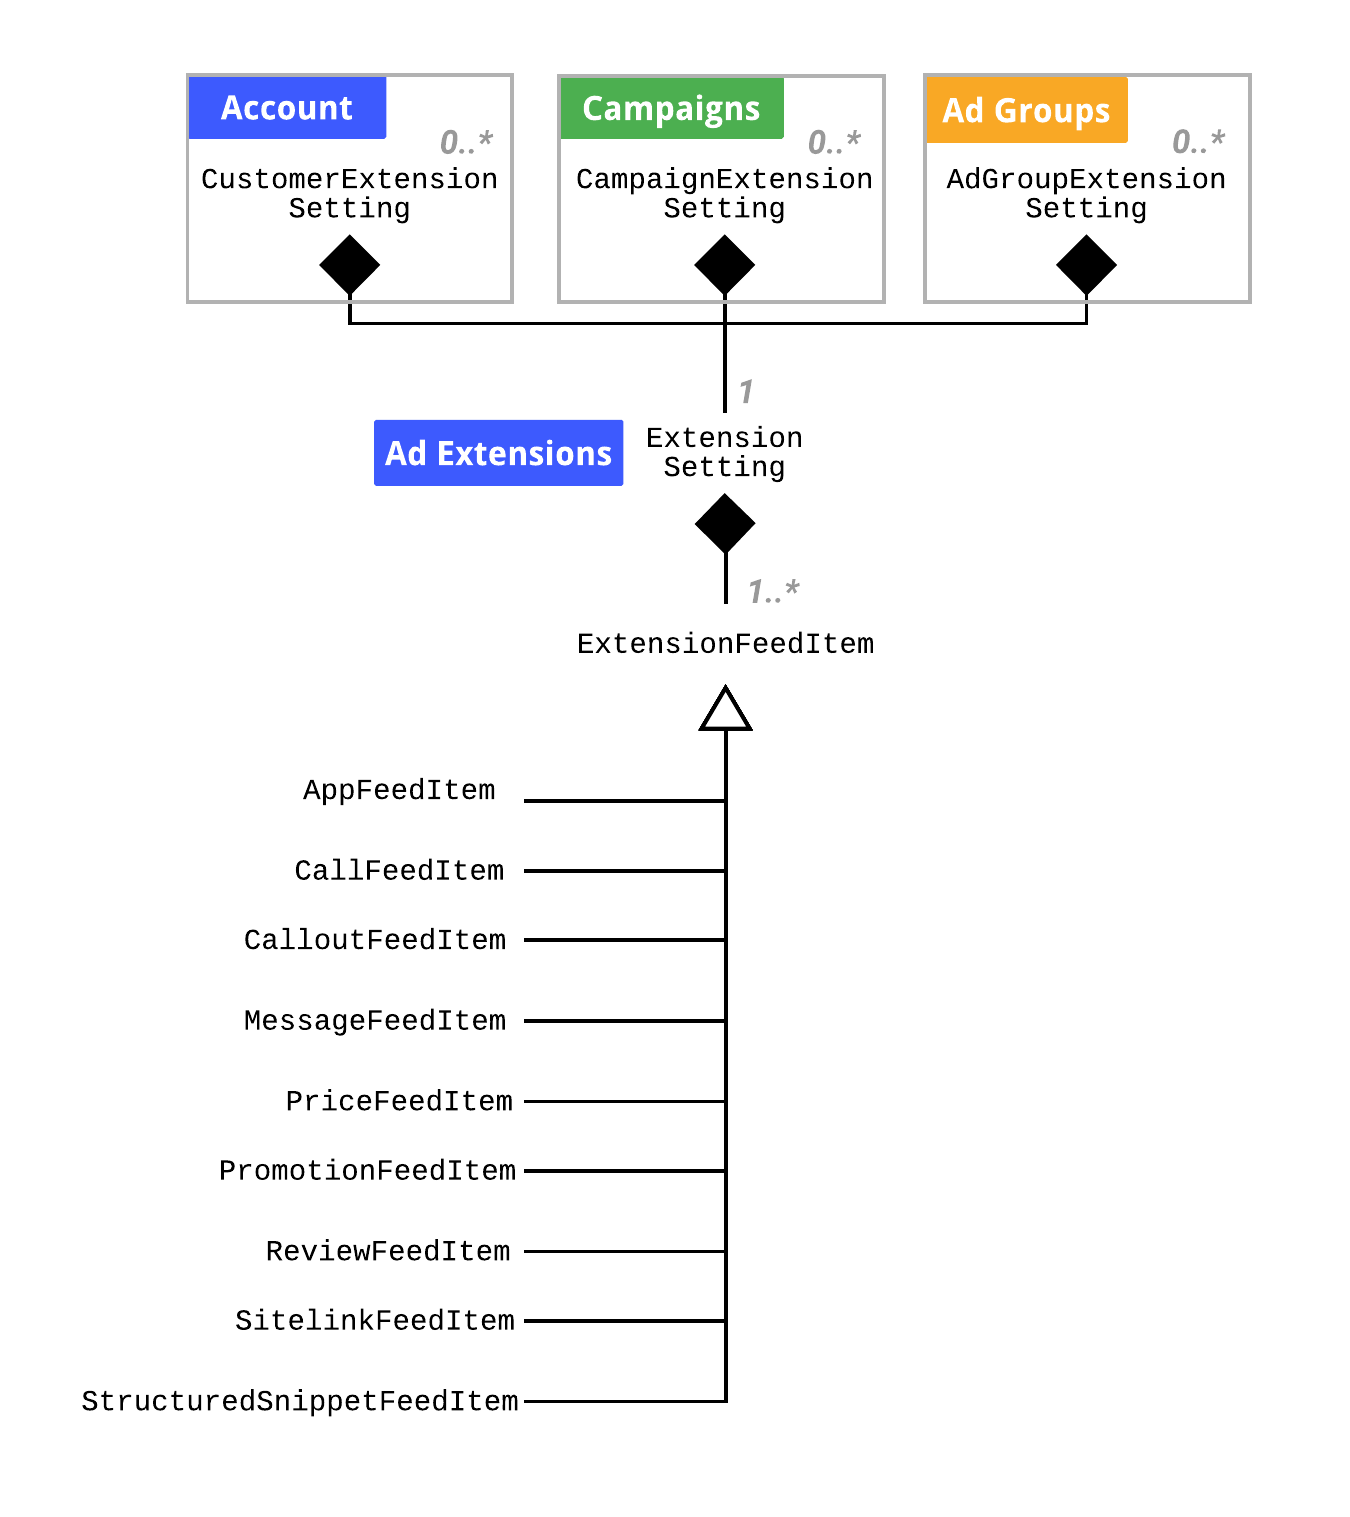 Account
0..*
CustomerExtension
Setting
Campaigns
0..*
CampaignExtension
Setting
Ad Groups
0..*
AdGroupExtension
Setting
1
Ad Extensions
Extension
Setting
1..*
ExtensionFeedItem
AppFeedItem
CallFeedItem
CalloutFeedItem
MessageFeedItem
PriceFeedItem
PromotionFeedItem
ReviewFeedItem
SitelinkFeedItem
StructuredSnippetFeedItem